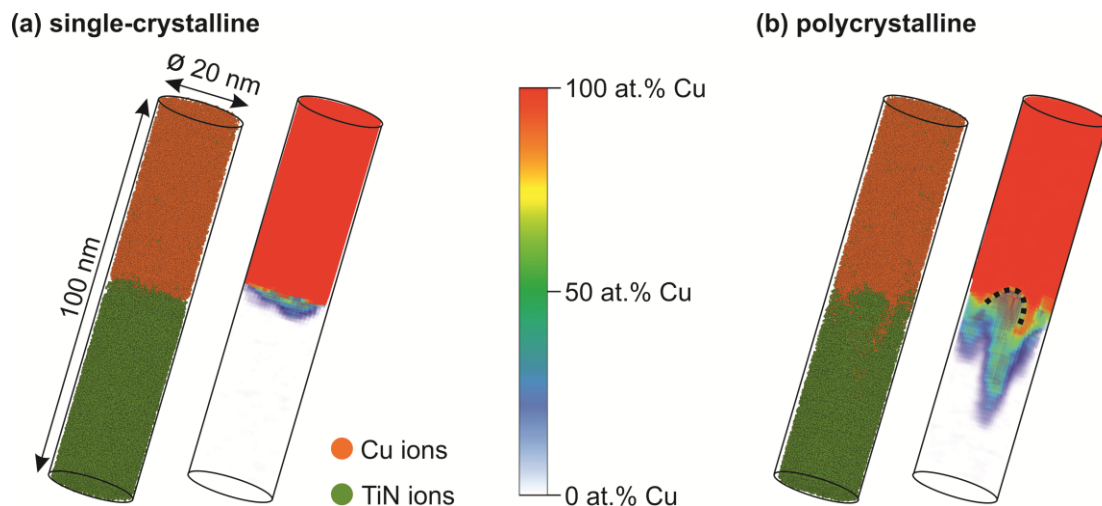 (a) single-crystalline
(b) polycrystalline
ø 20 nm
100 nm
100 at.% Cu
50 at.% Cu
0 at.% Cu
Cu ions
TiN ions